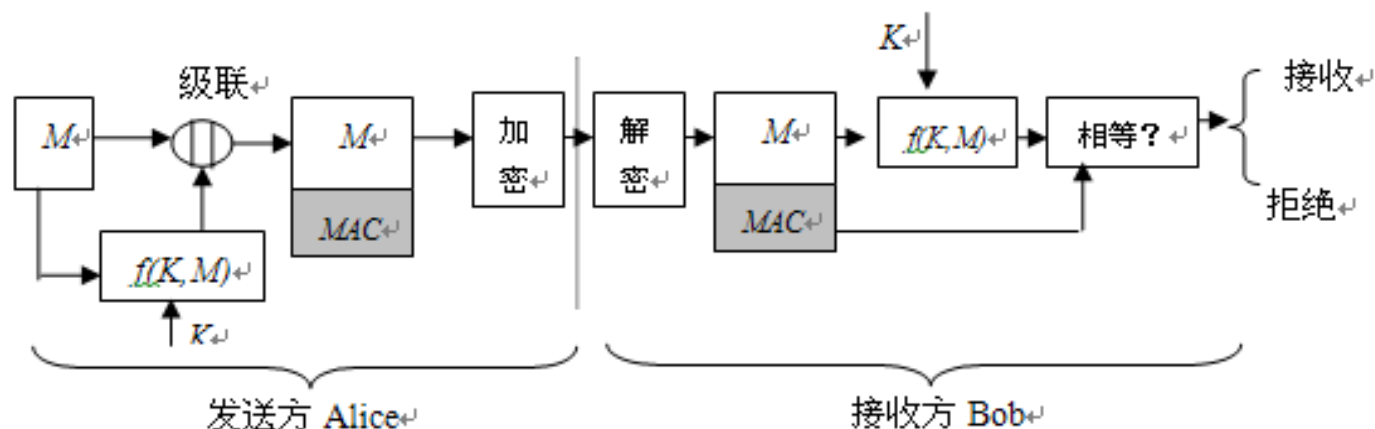 级联↵
M↵
M↵
MAC↵
f(K,M)↵
K↵
加
密↵
解
密↵
M↵
MAC↵
K↵
f(K,M)↵
相等？↵
接收↵
拒绝↵
发送方 Alice↵
接收方 Bob↵